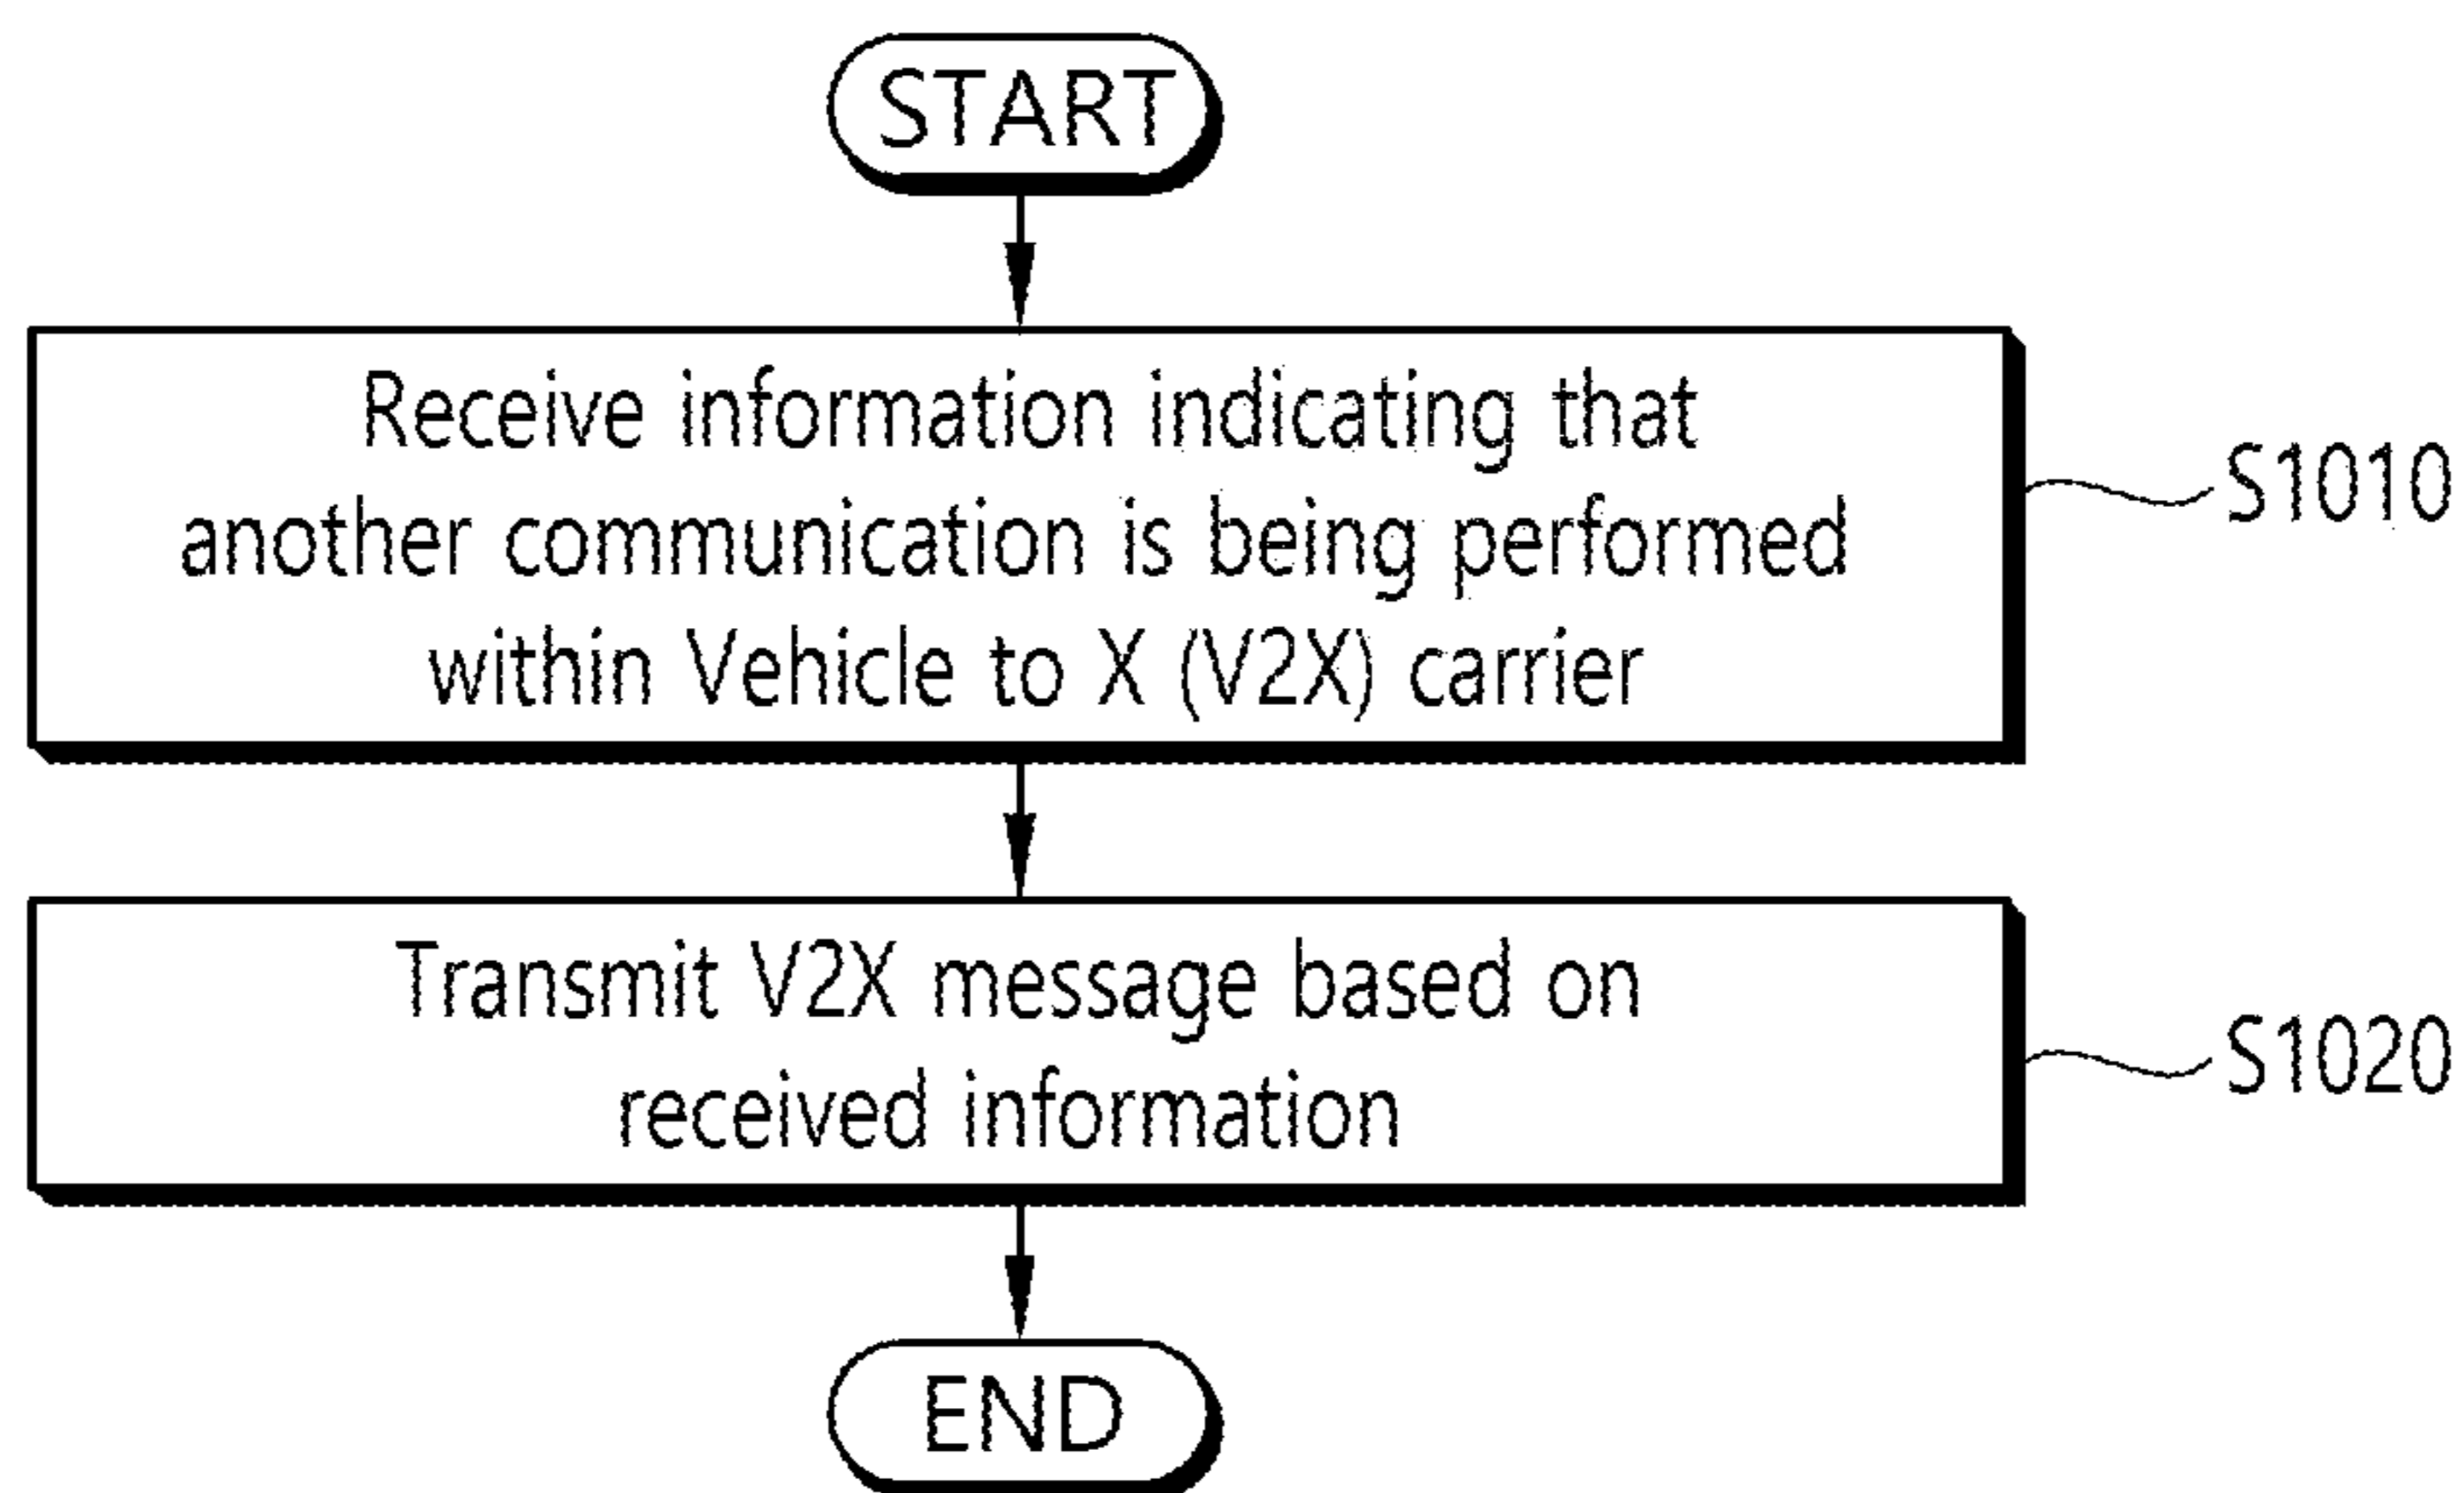 START
Receive information indicating that
another communication is being performed
within Vehicle to X (V2X) carrier
S1010
Transmit V2X message based on
received information
S1020
END